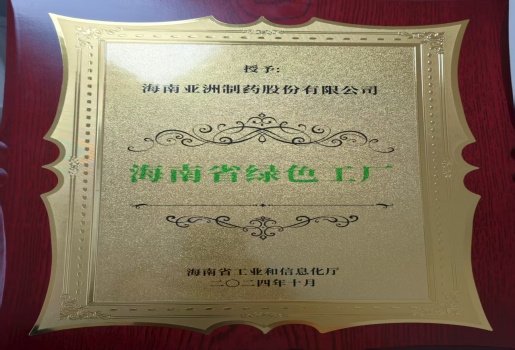 授予:
海南亚洲制药股份有限公司
海南省绿色工厂
海南省工业和信息化厅
二〇二四年十月